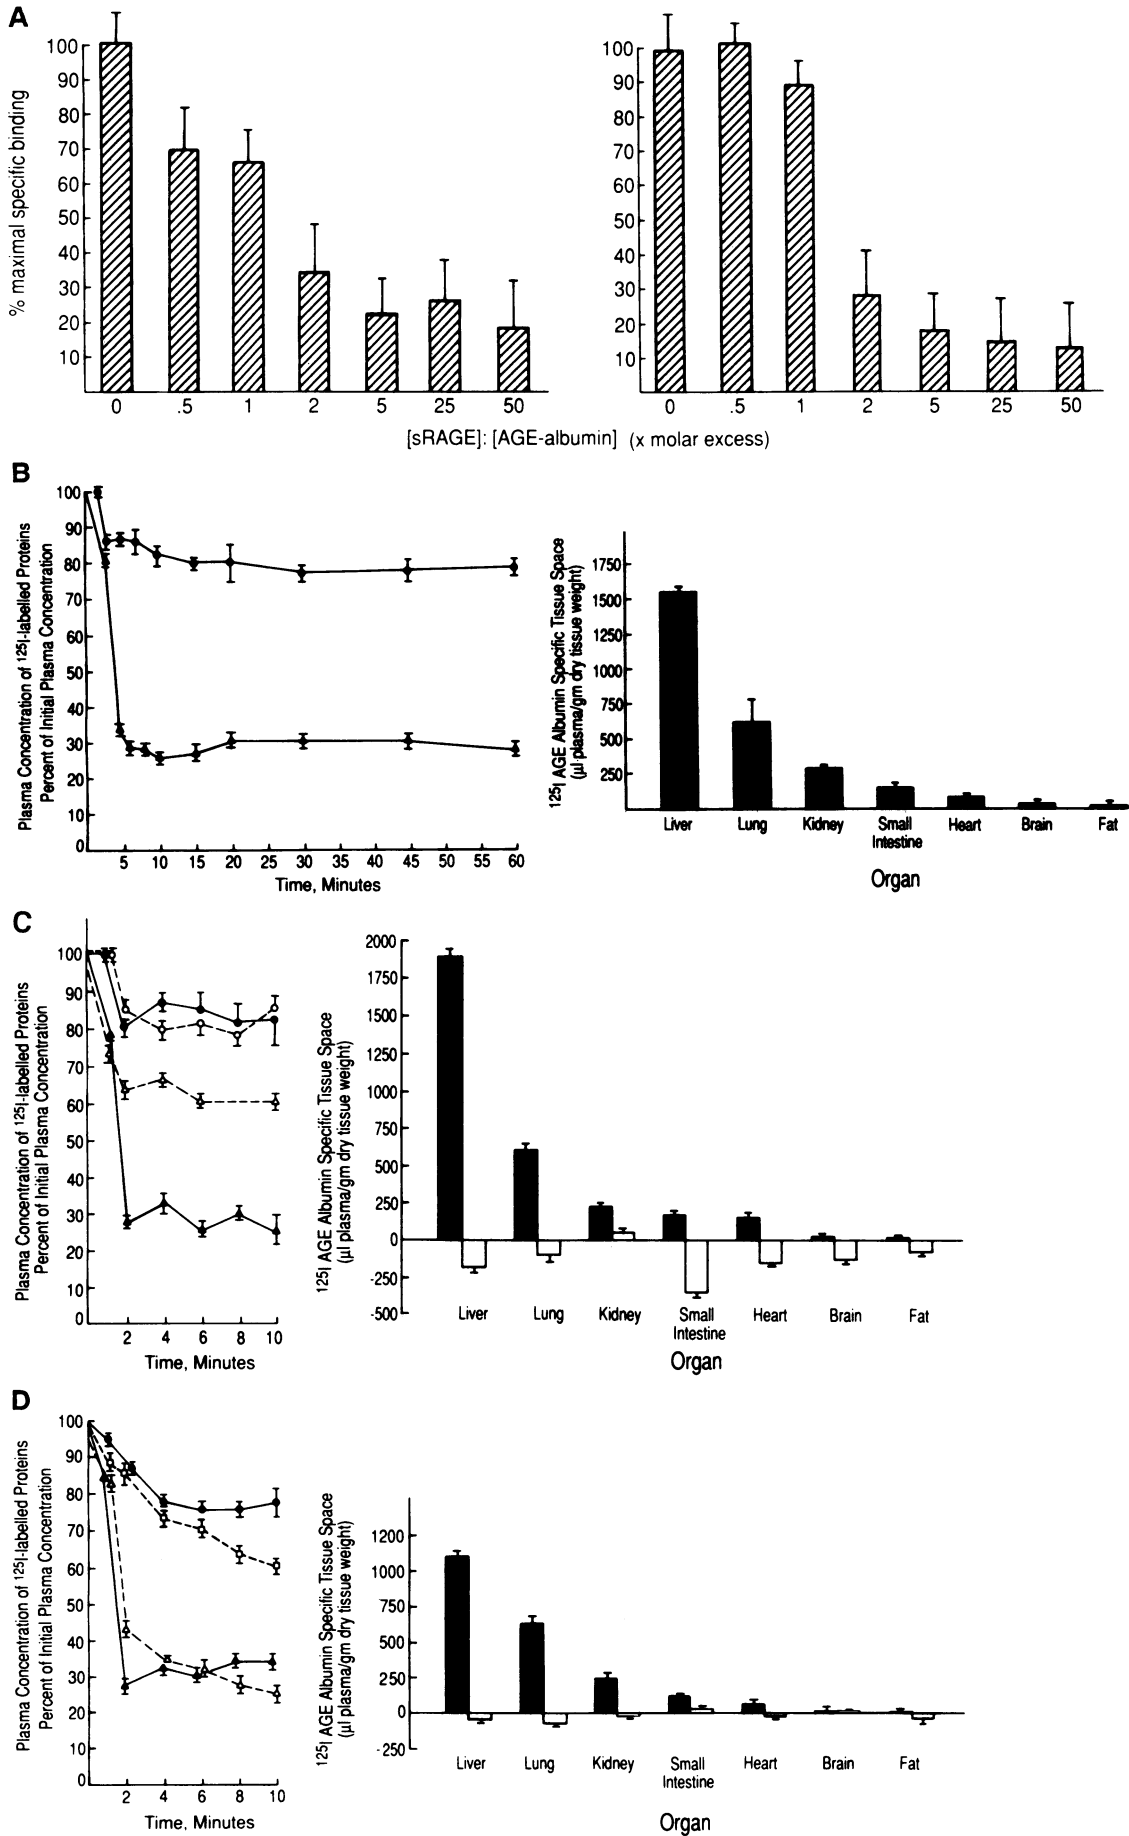 A
% maximal specific binding
100
90
80
70
60
50
40
30
20
10
0 .5 1 2 5 25 50
100
90
80
70
60
50
40
30
20
10
0 .5 1 2 5 25 50
[sRAGE]: [AGE-albumin] (x molar excess)
B
Plasma Concentration of 125I-labelled Proteins
Percent of Initial Plasma Concentration
100
90
80
70
60
50
40
30
20
10
0
5 10 15 20 25 30 35 40 45 50 55 60
Time, Minutes
125I AGE Albumin Specific Tissue Space
(µl plasma/gm dry tissue weight)
1750
1500
1250
1000
750
500
250
Liver Lung Kidney Small Heart Brain Fat
Intestine
Organ
C
Plasma Concentration of 125I-labelled Proteins
Percent of Initial Plasma Concentration
100
90
80
70
60
50
40
30
20
10
0
2 4 6 8 10
Time, Minutes
125I AGE Albumin Specific Tissue Space
(µl plasma/gm dry tissue weight)
2000
1750
1500
1250
1000
750
500
250
0
-250
-500
Liver Lung Kidney Small Heart Brain Fat
Intestine
Organ
D
Plasma Concentration of 125I-labelled Proteins
Percent of Initial Plasma Concentration
100
90
80
70
60
50
40
30
20
10
0
2 4 6 8 10
Time, Minutes
125I AGE Albumin Specific Tissue Space
(µl plasma/gm dry tissue weight)
1200
1000
750
500
250
0
-250
Liver Lung Kidney Small Heart Brain Fat
Intestine
Organ